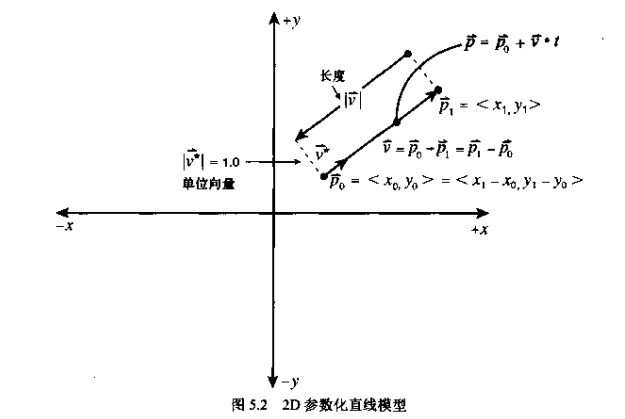 +y
p⃗ = p⃗₀ + v⃗·t
长度
|v⃗|
p⃗₁ = <x₁, y₁>
|v⃗*| = 1.0
单位向量
v⃗*
v⃗ = p⃗₀→p⃗₁ = p⃗₁ − p⃗₀
p⃗₀ = <x₀, y₀> = <x₁ − x₀, y₁ − y₀>
−x
+x
−y
图 5.2 2D 参数化直线模型